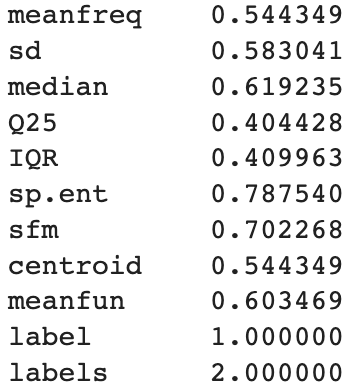 meanfreq 0.544349
sd 0.583041
median 0.619235
Q25 0.404428
IQR 0.409963
sp.ent 0.787540
sfm 0.702268
centroid 0.544349
meanfun 0.603469
label 1.000000
labels 2.000000